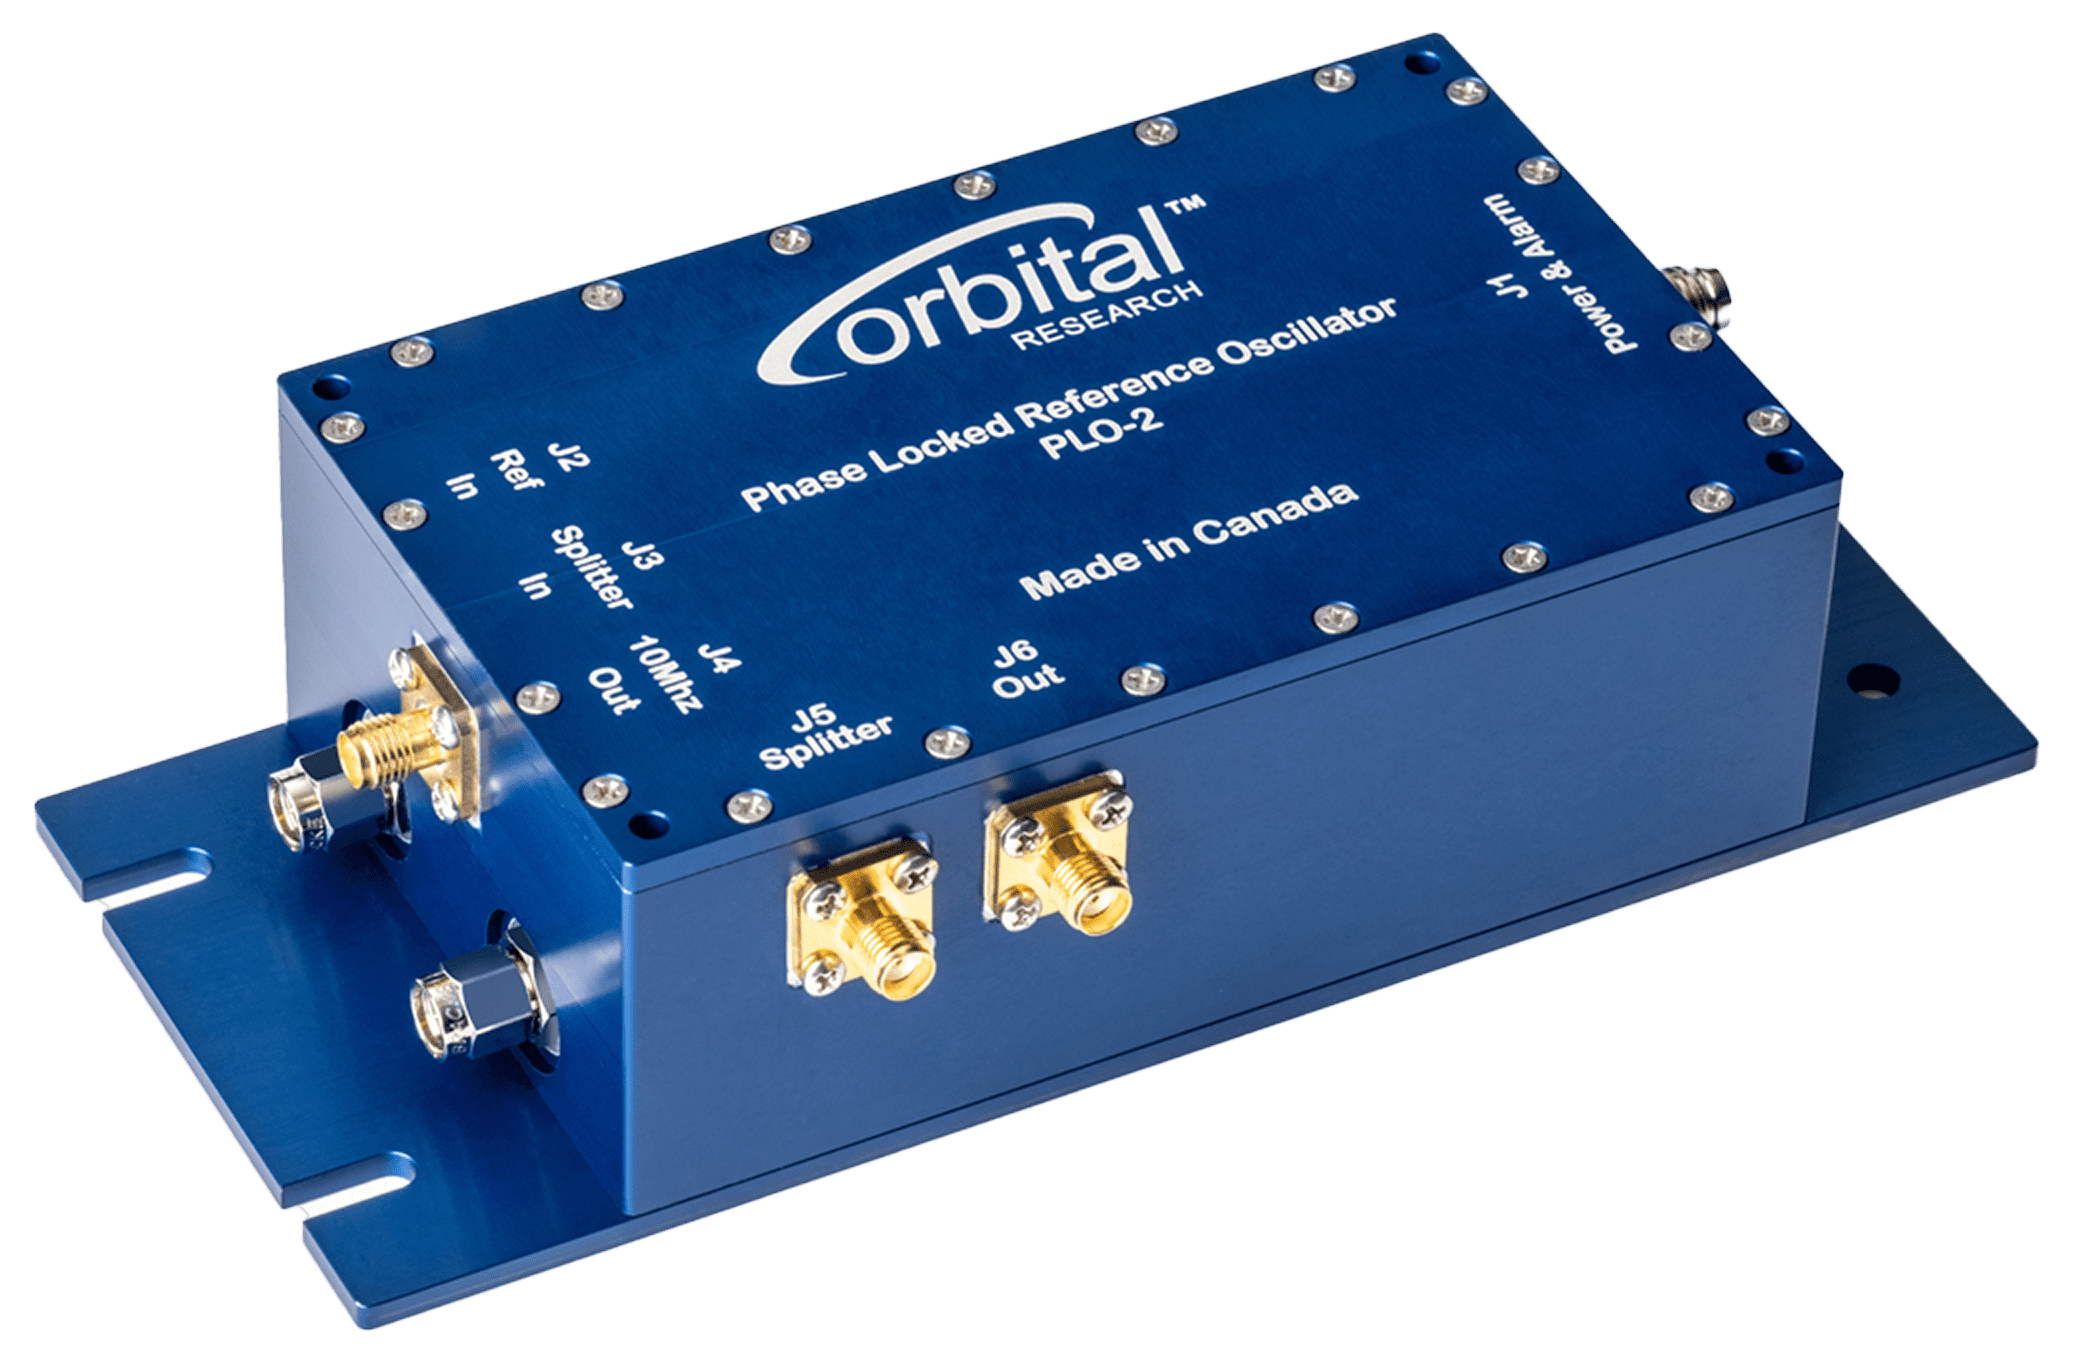 orbital™
RESEARCH
Phase Locked Reference Oscillator
PLO-2
Made in Canada
J1
Power & Alarm
J2
Ref
In
J3
Splitter
In
J4
10Mhz
Out
J5
Splitter
J6
Out